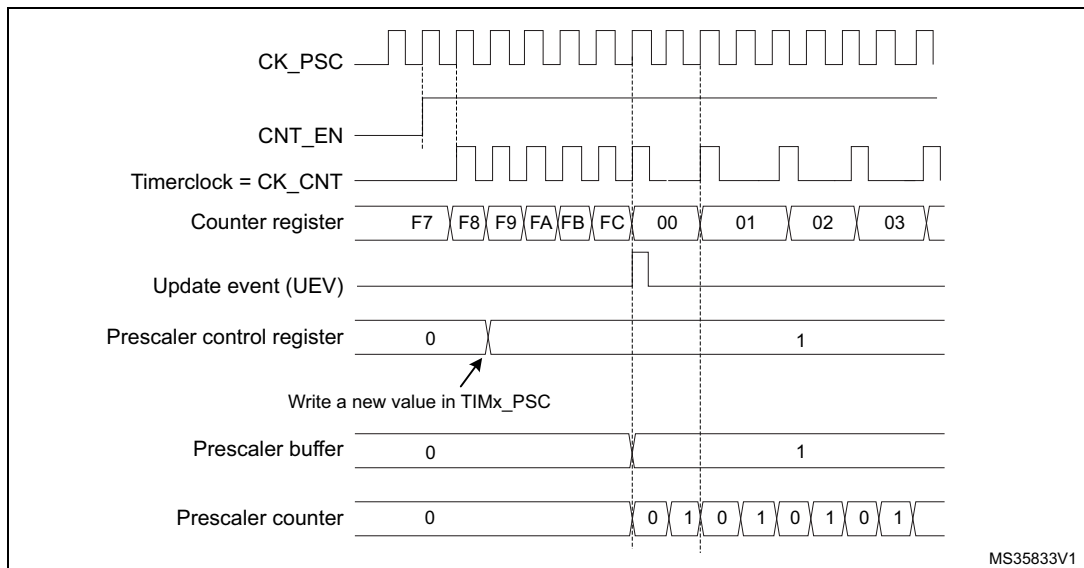 CK_PSC
CNT_EN
Timerclock = CK_CNT
Counter register F7 F8 F9 FA FB FC 00 01 02 03
Update event (UEV)
Prescaler control register 0 1
Write a new value in TIMx_PSC
Prescaler buffer 0 1
Prescaler counter 0 0 1 0 1 0 1 0 1
MS35833V1